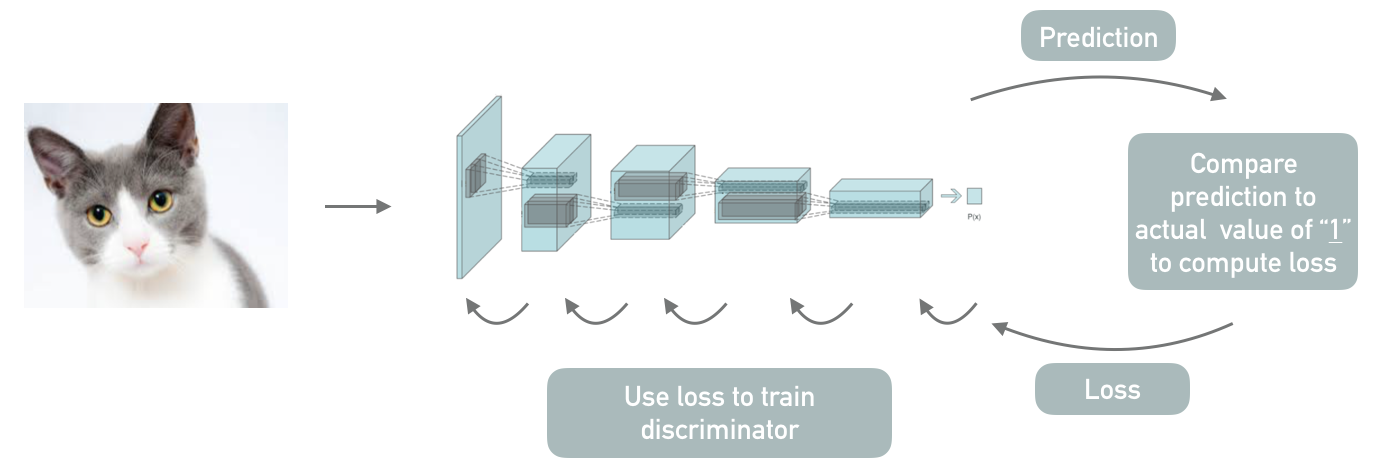 Prediction
Compare
prediction to
actual value of “1”
to compute loss
P(x)
Loss
Use loss to train
discriminator